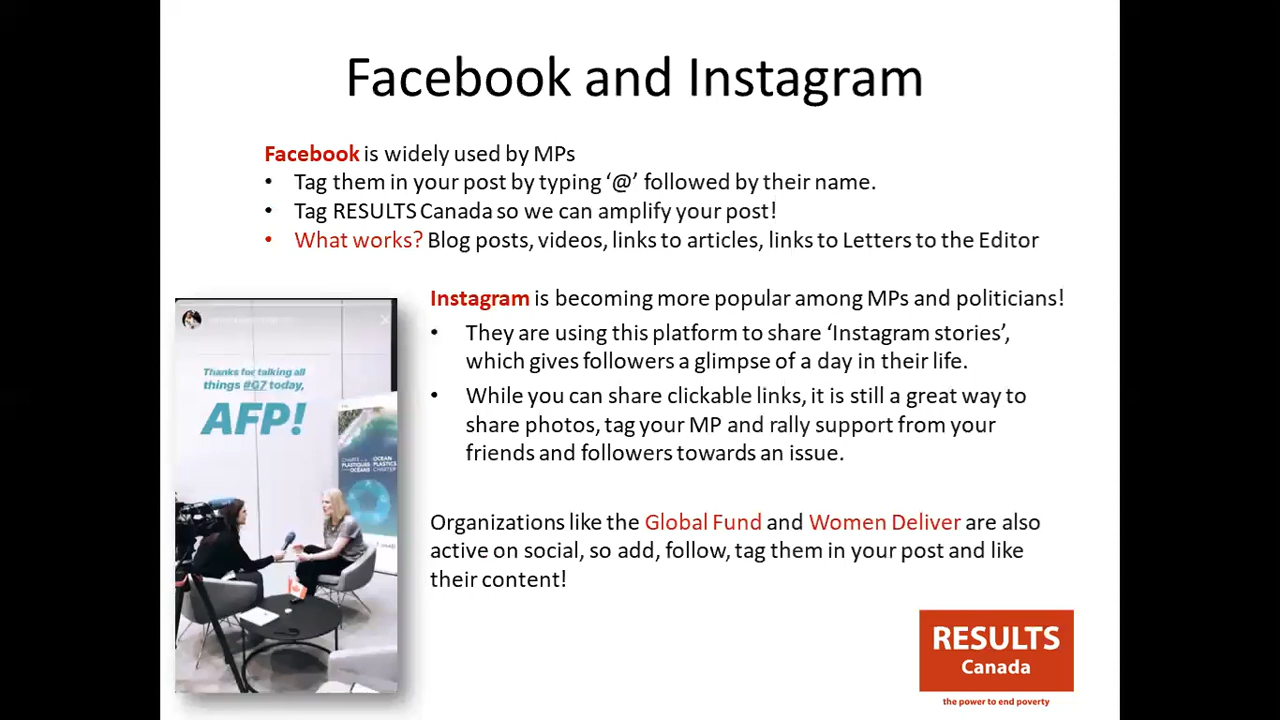 Facebook and Instagram
Facebook is widely used by MPs
• Tag them in your post by typing ‘@’ followed by their name.
• Tag RESULTS Canada so we can amplify your post!
• What works? Blog posts, videos, links to articles, links to Letters to the Editor
Instagram is becoming more popular among MPs and politicians!
• They are using this platform to share ‘Instagram stories’,
which gives followers a glimpse of a day in their life.
• While you can share clickable links, it is still a great way to
share photos, tag your MP and rally support from your
friends and followers towards an issue.
Organizations like the Global Fund and Women Deliver are also
active on social, so add, follow, tag them in your post and like
their content!
Thanks for talking all
things #G7 today,
AFP!
PLASTIQUES
OCEAN
PLASTICS
CHARTER
RESULTS
Canada
the power to end poverty